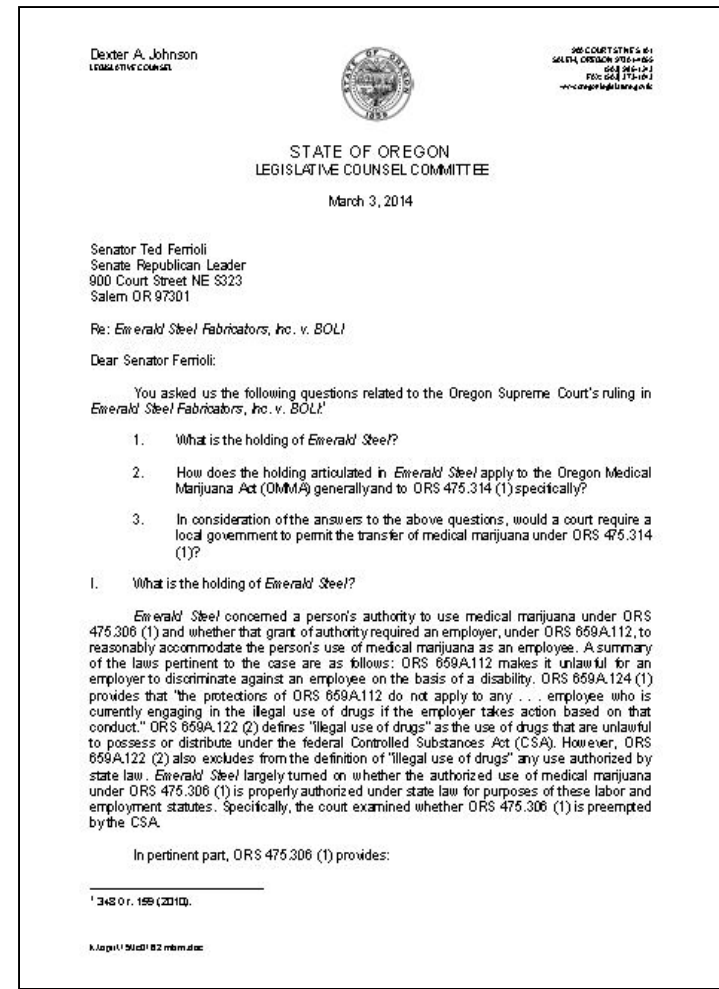 Dexter A. Johnson
LEGISLATIVE COUNSEL
STATE OF OREGON
1859
900 COURT ST NE S101
SALEM, OREGON 97301-4065
STATE OF OREGON
LEGISLATIVE COUNSEL COMMITTEE
March 3, 2014
Senator Ted Ferrioli
Senate Republican Leader
900 Court Street NE S323
Salem OR 97301
Re: Emerald Steel Fabricators, Inc. v. BOLI
Dear Senator Ferrioli:
You asked us the following questions related to the Oregon Supreme Court's ruling in
Emerald Steel Fabricators, Inc. v. BOLI:¹
1. What is the holding of Emerald Steel?
2. How does the holding articulated in Emerald Steel apply to the Oregon Medical
Marijuana Act (OMMA) generally and to ORS 475.314 (1) specifically?
3. In consideration of the answers to the above questions, would a court require a
local government to permit the transfer of medical marijuana under ORS 475.314
(1)?
I. What is the holding of Emerald Steel?
Emerald Steel concerned a person's authority to use medical marijuana under ORS
475.306 (1) and whether that grant of authority required an employer, under ORS 659A.112, to
reasonably accommodate the person's use of medical marijuana as an employee. A summary
of the laws pertinent to the case are as follows: ORS 659A.112 makes it unlawful for an
employer to discriminate against an employee on the basis of a disability. ORS 659A.124 (1)
provides that "the protections of ORS 659A.112 do not apply to any . . . employee who is
currently engaging in the illegal use of drugs if the employer takes action based on that
conduct." ORS 659A.122 (2) defines "illegal use of drugs" as the use of drugs that are unlawful
to possess or distribute under the federal Controlled Substances Act (CSA). However, ORS
659A.122 (2) also excludes from the definition of "illegal use of drugs" any use authorized by
state law. Emerald Steel largely turned on whether the authorized use of medical marijuana
under ORS 475.306 (1) is properly authorized under state law for purposes of these labor and
employment statutes. Specifically, the court examined whether ORS 475.306 (1) is preempted
by the CSA.
In pertinent part, ORS 475.306 (1) provides:
¹ 348 Or. 159 (2010).